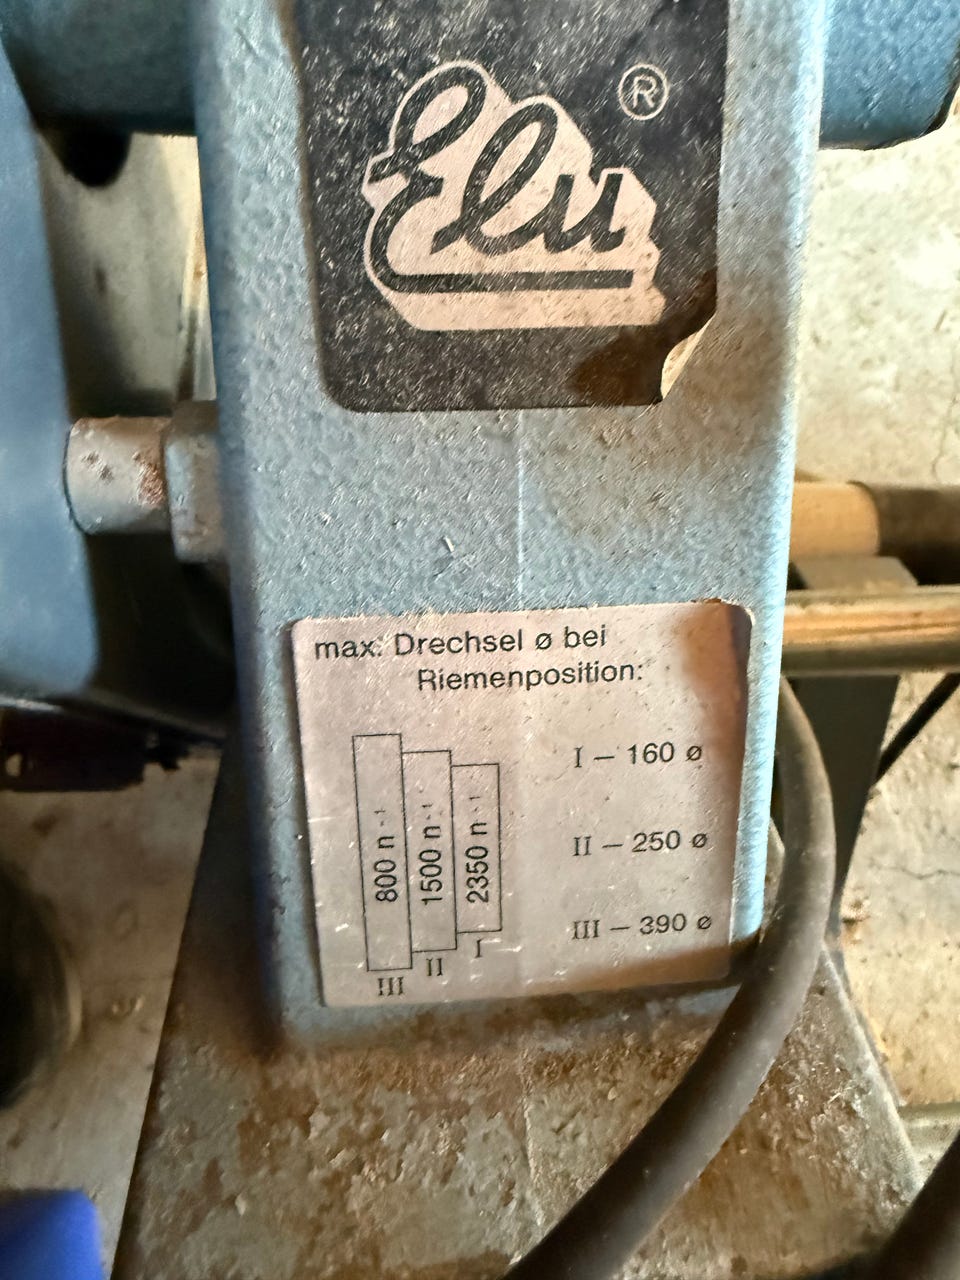 Elu ®
max. Drechsel ø bei
Riemenposition:
800 n⁻¹
1500 n⁻¹
2350 n⁻¹
III
II
I
I – 160 ø
II – 250 ø
III – 390 ø